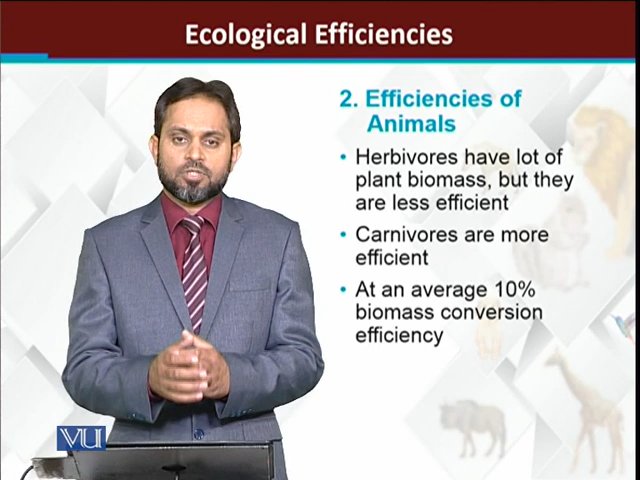 Ecological Efficiencies
2. Efficiencies of
Animals
• Herbivores have lot of
plant biomass, but they
are less efficient
• Carnivores are more
efficient
• At an average 10%
biomass conversion
efficiency
VU